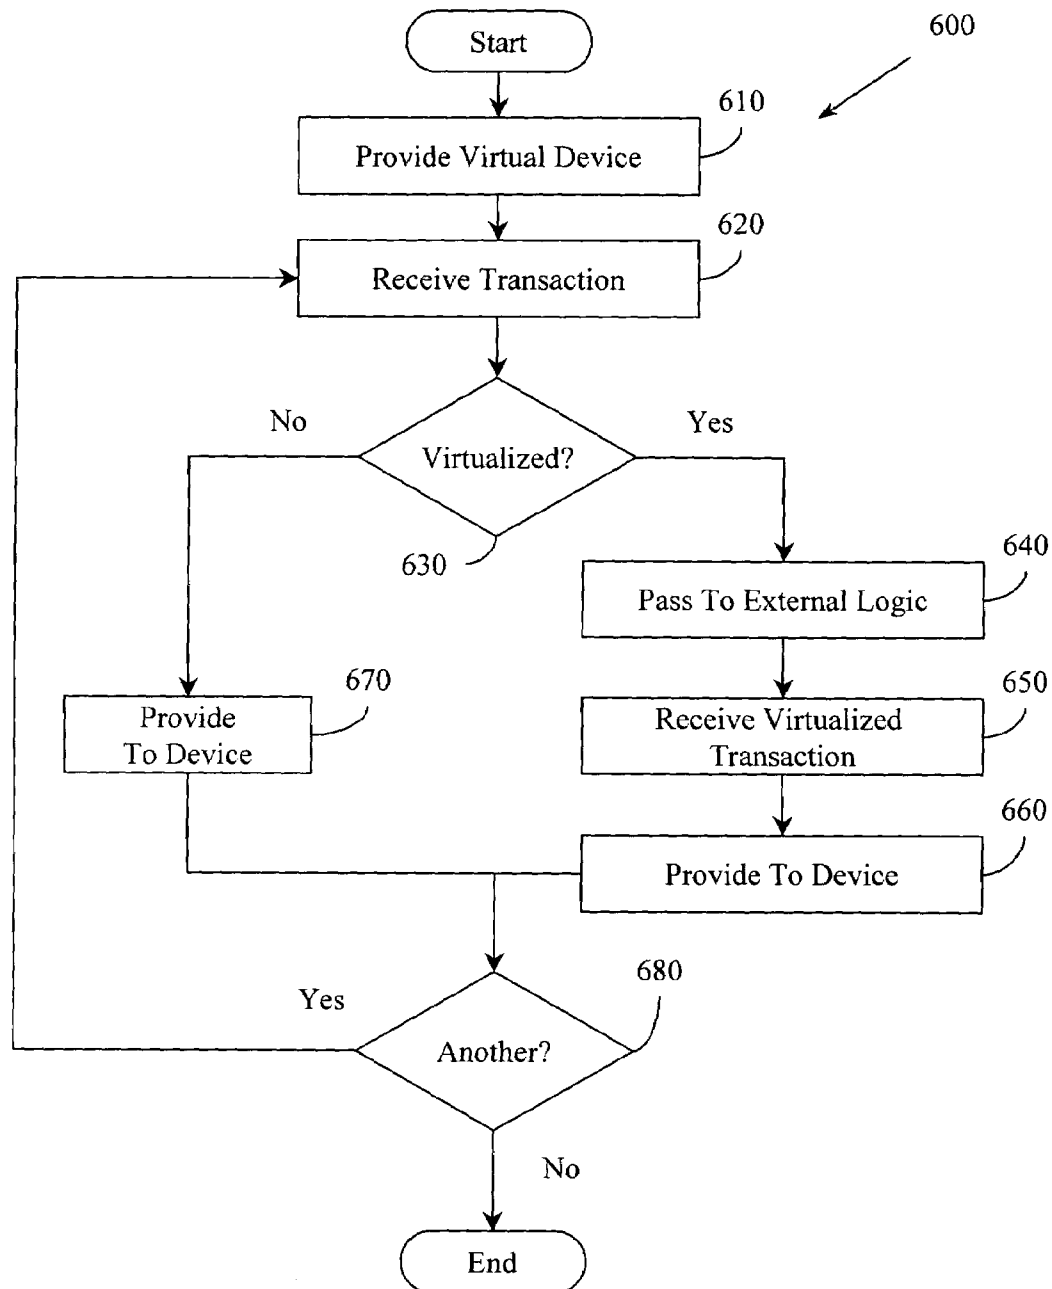 Start
600
610
Provide Virtual Device
620
Receive Transaction
No
Yes
Virtualized?
630
640
Pass To External Logic
670
650
Provide
To Device
Receive Virtualized
Transaction
660
Provide To Device
680
Yes
Another?
No
End